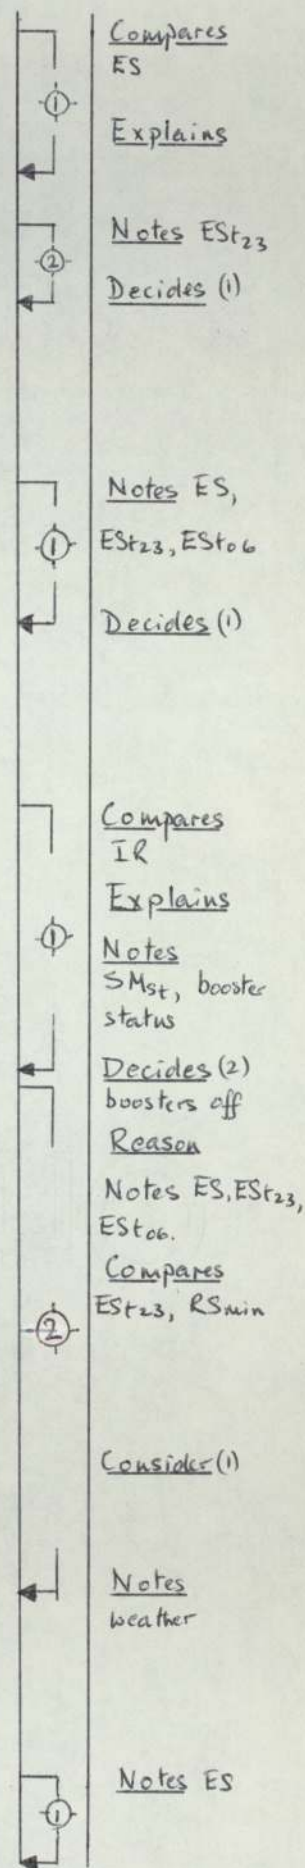 Compares
ES
1
Explains
Notes ESt23
2
Decides (1)
Notes ES,
1
ESt23, ESt06
Decides (1)
Compares
IR
Explains
1
Notes
SMst, booster
status
Decides (2)
boosters off
Reason
Notes ES, ESt23,
ESt06.
Compares
ESt23, RSmin
2
Consider (1)
Notes
weather
Notes ES
1